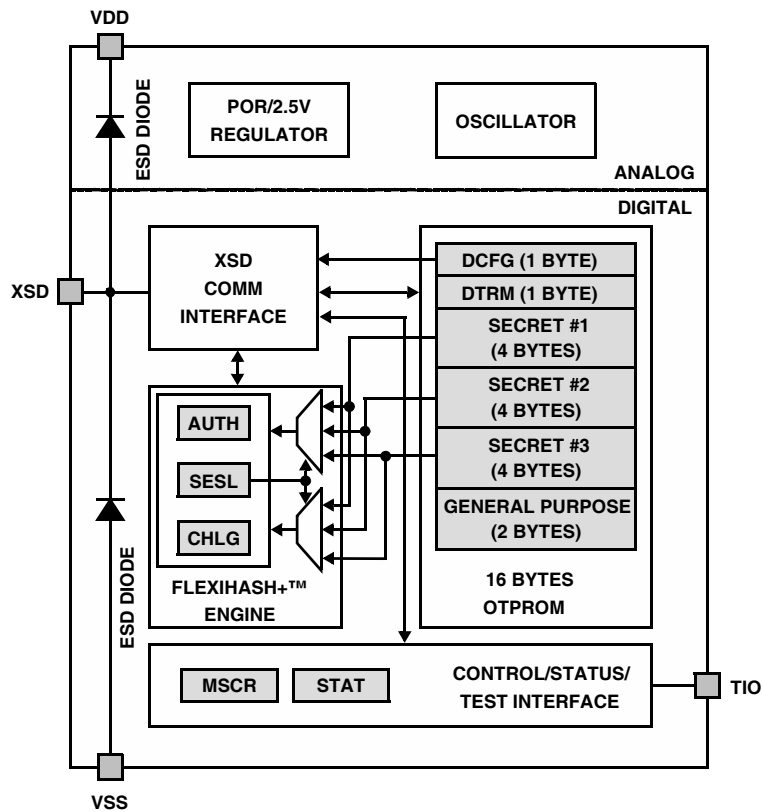 VDD
ESD DIODE
POR/2.5V
REGULATOR
OSCILLATOR
ANALOG
DIGITAL
XSD
XSD
COMM
INTERFACE
DCFG (1 BYTE)
DTRM (1 BYTE)
SECRET #1
(4 BYTES)
SECRET #2
(4 BYTES)
SECRET #3
(4 BYTES)
GENERAL PURPOSE
(2 BYTES)
16 BYTES
OTPROM
AUTH
SESL
CHLG
FLEXIHASH+™
ENGINE
ESD DIODE
MSCR
STAT
CONTROL/STATUS/
TEST INTERFACE
TIO
VSS